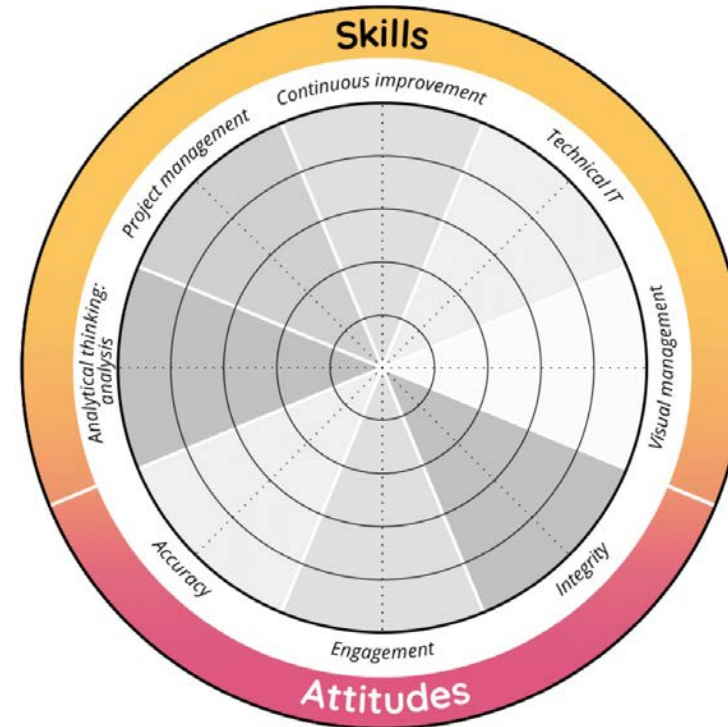 Skills
Continuous improvement
Project management
Technical IT
Analytical thinking:
analysis
Visual management
Accuracy
Integrity
Engagement
Attitudes